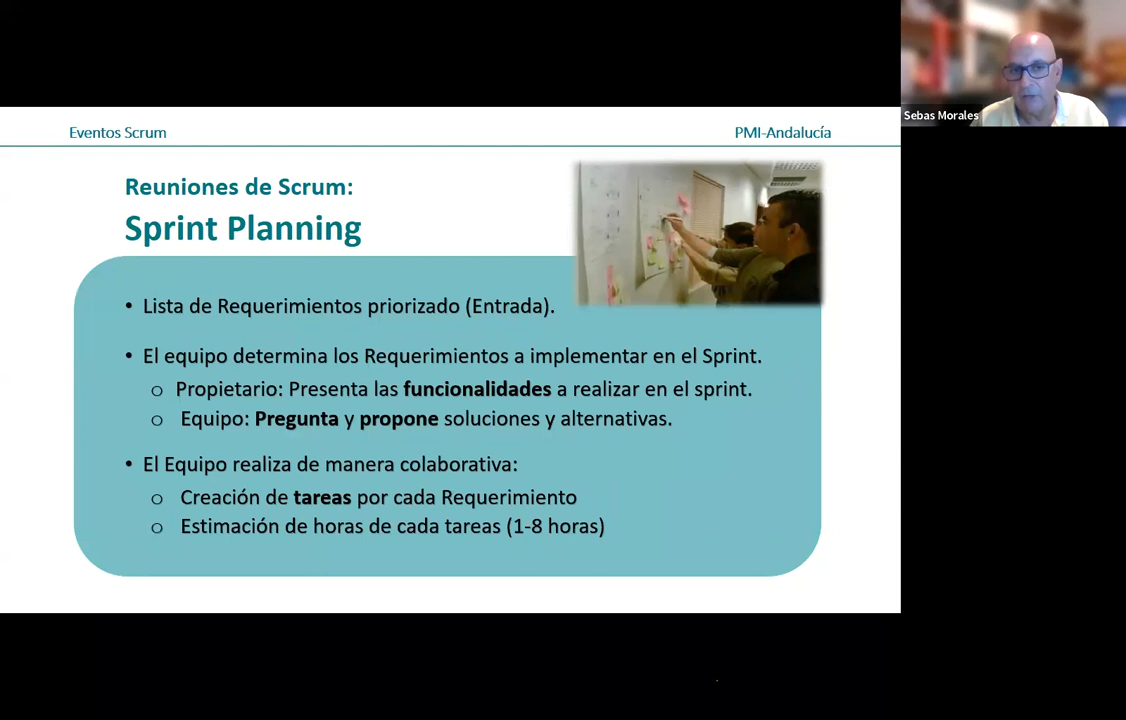 Eventos Scrum
PMI-Andalucía
Reuniones de Scrum:
Sprint Planning
• Lista de Requerimientos priorizado (Entrada).
• El equipo determina los Requerimientos a implementar en el Sprint.
o Propietario: Presenta las funcionalidades a realizar en el sprint.
o Equipo: Pregunta y propone soluciones y alternativas.
• El Equipo realiza de manera colaborativa:
o Creación de tareas por cada Requerimiento
o Estimación de horas de cada tareas (1-8 horas)
Sebas Morales